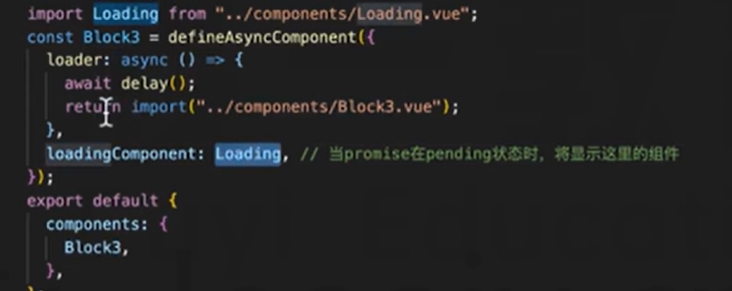 import Loading from "../components/Loading.vue";
const Block3 = defineAsyncComponent({
  loader: async () => {
    await delay();
    return import("../components/Block3.vue");
  },
  loadingComponent: Loading, // 当promise在pending状态时，将显示这里的组件
});
export default {
  components: {
    Block3,
  },